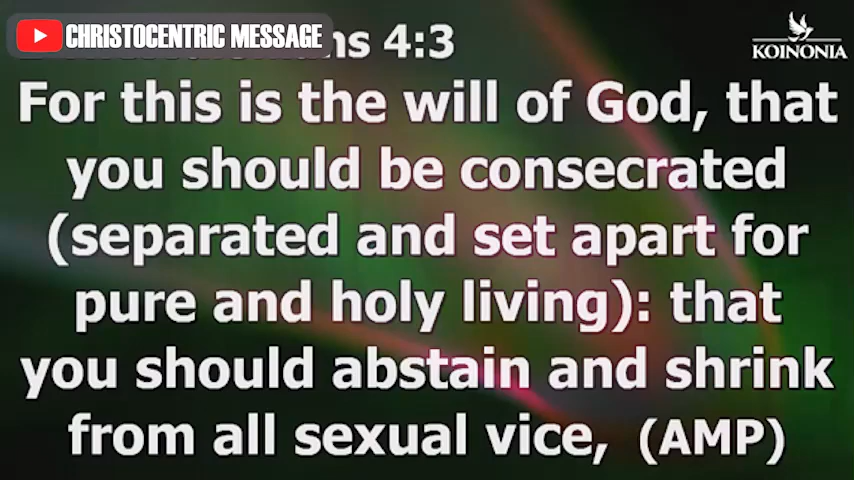 CHRISTOCENTRIC MESSAGE
4:3
KOINONIA
For this is the will of God, that
you should be consecrated
(separated and set apart for
pure and holy living): that
you should abstain and shrink
from all sexual vice, (AMP)